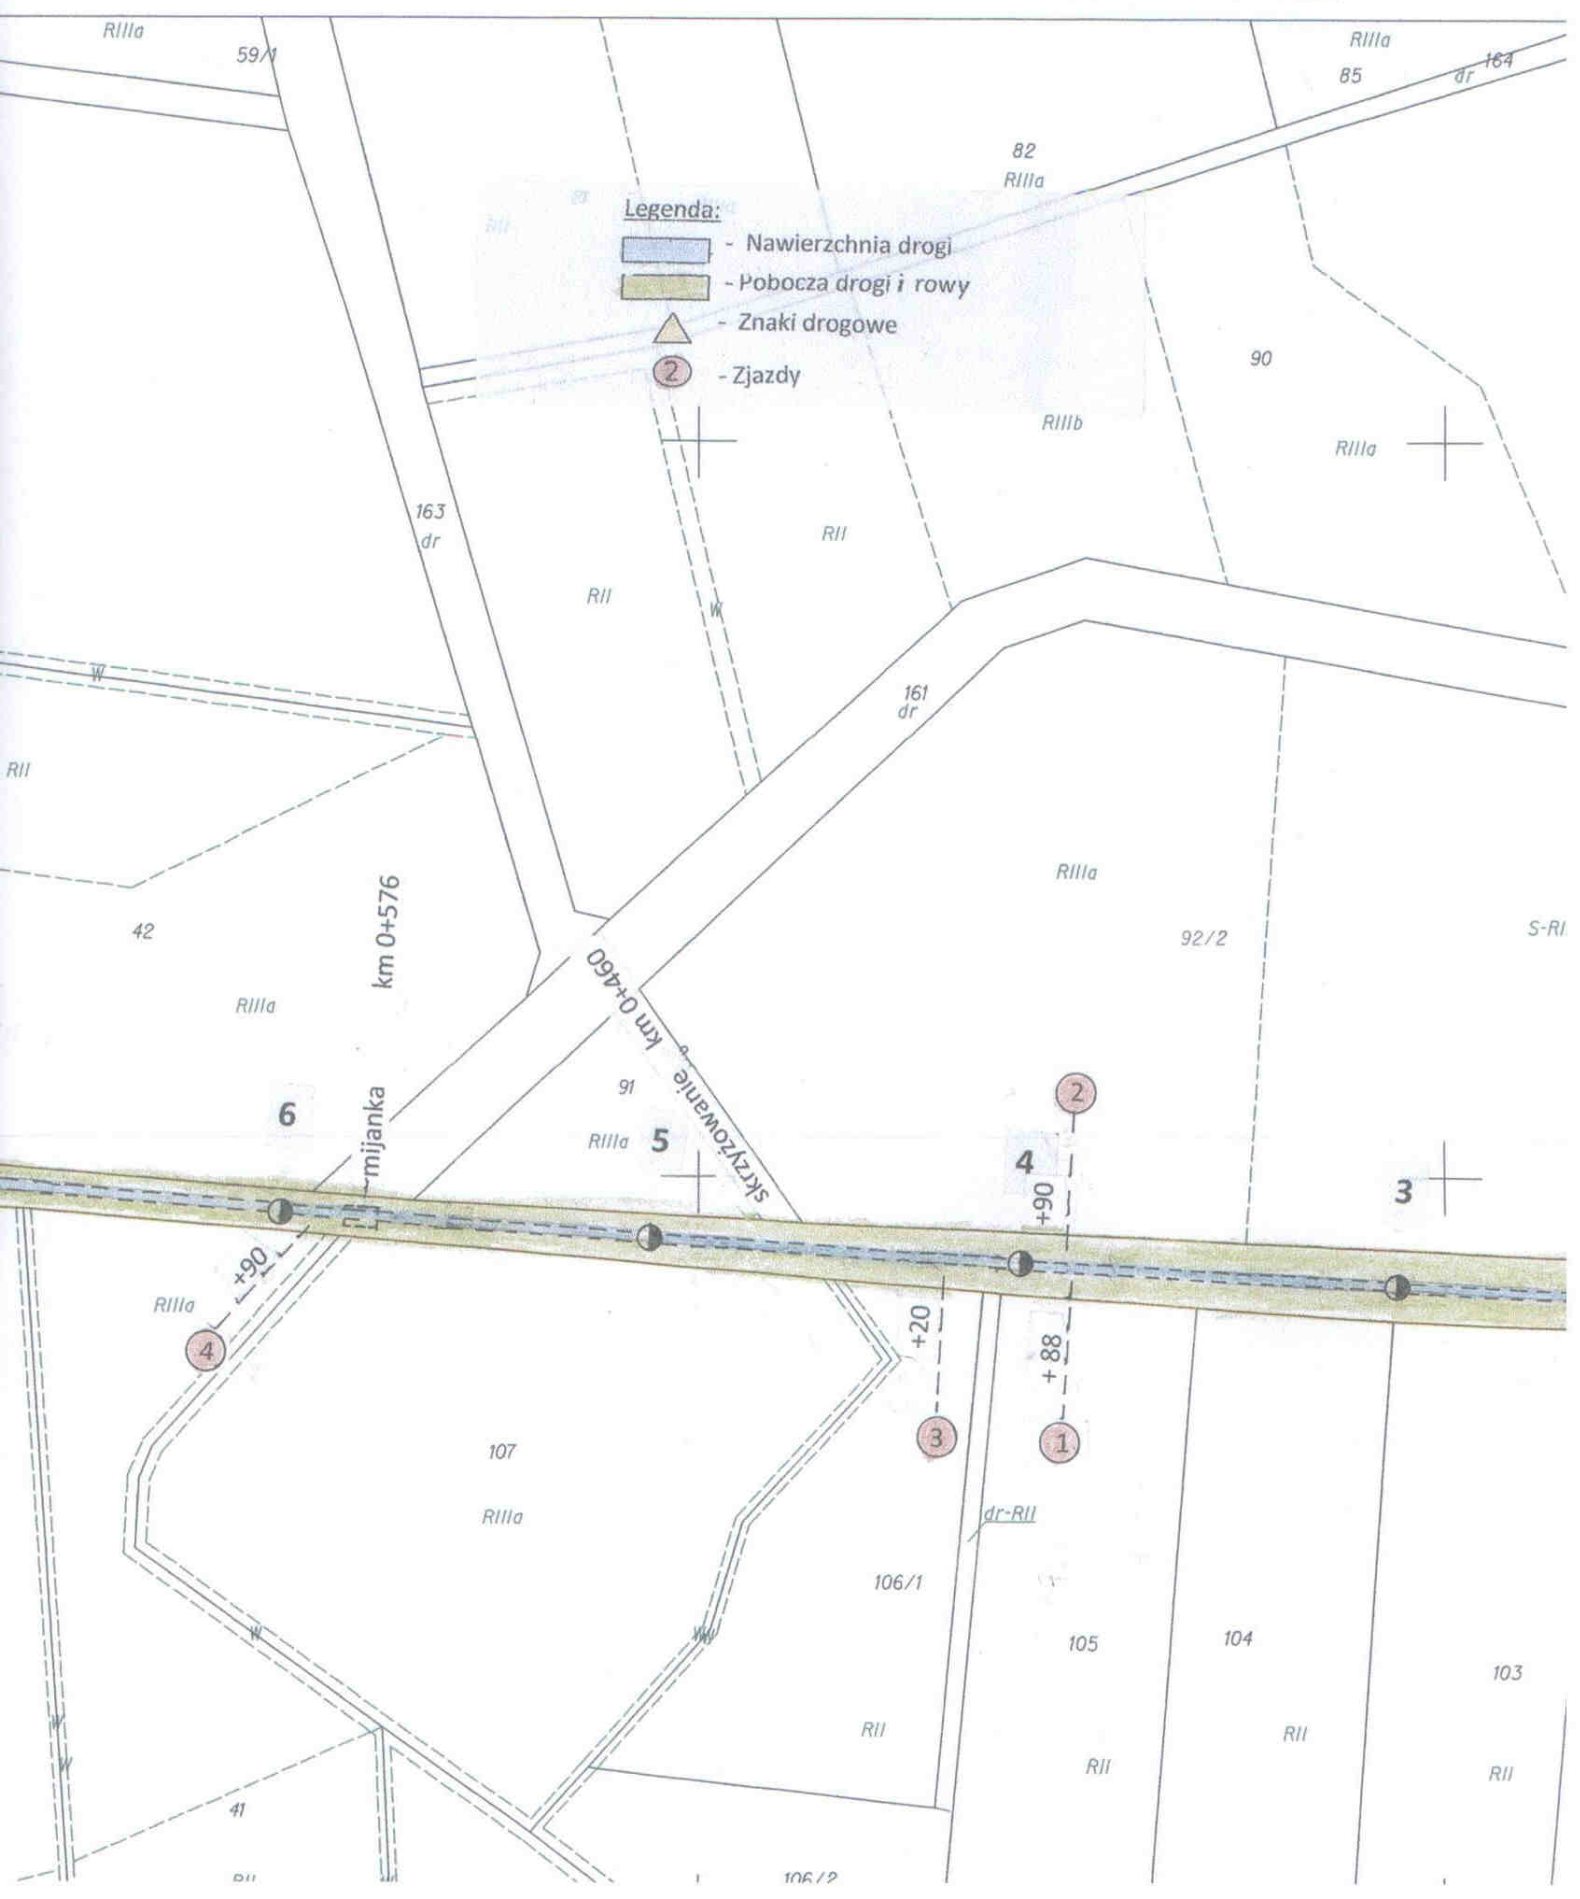 RIIIa
59/1
RIIIa
85
dr
164
82
RIIIa
Legenda:
- Nawierzchnia drogi
- Pobocza drogi i rowy
- Znaki drogowe
2 - Zjazdy
90
RIIIb
RIIIa
163
dr
RII
RII
W
W
161
dr
RII
RIIIa
42
km 0+576
92/2
S-RI
RIIIa
skrzyżowanie km 0+460
91
RIIIa
6
mijanka
5
4
2
+90
3
+90
RIIIa
4
+20
+ 88
3
1
107
RIIIa
dr-RII
106/1
W
W
105
104
103
W
W
RII
RII
RII
RII
41
RII
106/2
W